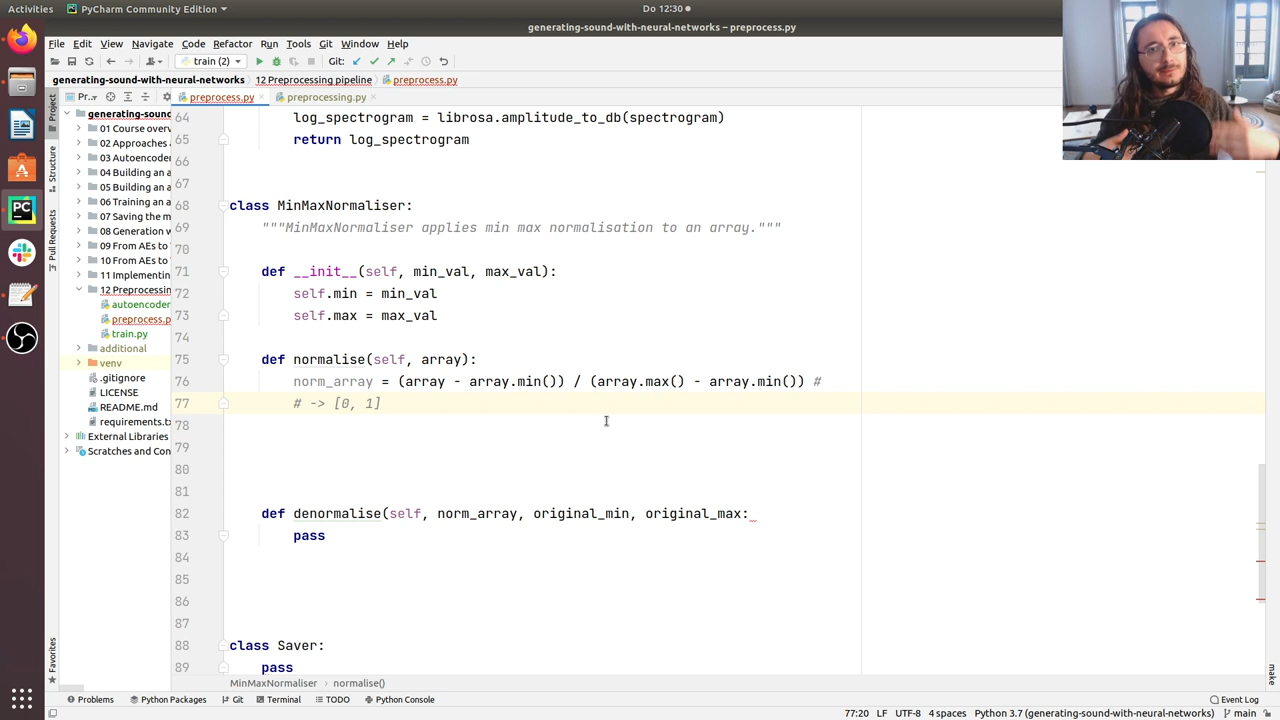 Activities
PyCharm Community Edition
Do 12:30
generating-sound-with-neural-networks – preprocess.py
File Edit View Navigate Code Refactor Run Tools Git Window Help
train (2)
Git:
generating-sound-with-neural-networks
12 Preprocessing pipeline
preprocess.py
Pr...
preprocess.py
preprocessing.py
Project
Structure
Pull Requests
Favorites
generating-sound
01 Course overv
02 Approaches
03 Autoencod
04 Building an a
05 Building an a
06 Training an a
07 Saving the m
08 Generation w
09 From AEs to
10 From AEs to
11 Implementin
12 Preprocessin
autoencoder
preprocess.p
train.py
additional
venv
.gitignore
LICENSE
README.md
requirements.tx
External Libraries
Scratches and Con
64 log_spectrogram = librosa.amplitude_to_db(spectrogram)
65 return log_spectrogram
66
67
68 class MinMaxNormaliser:
69 """MinMaxNormaliser applies min max normalisation to an array."""
70
71 def __init__(self, min_val, max_val):
72 self.min = min_val
73 self.max = max_val
74
75 def normalise(self, array):
76 norm_array = (array - array.min()) / (array.max() - array.min()) #
77 # -> [0, 1]
78
79
80
81
82 def denormalise(self, norm_array, original_min, original_max:
83 pass
84
85
86
87
88 class Saver:
89 pass
MinMaxNormaliser
normalise()
make
Problems
Python Packages
Git
Terminal
TODO
Python Console
Event Log
77:20 LF UTF-8 4 spaces Python 3.7 (generating-sound-with-neural-networks) main